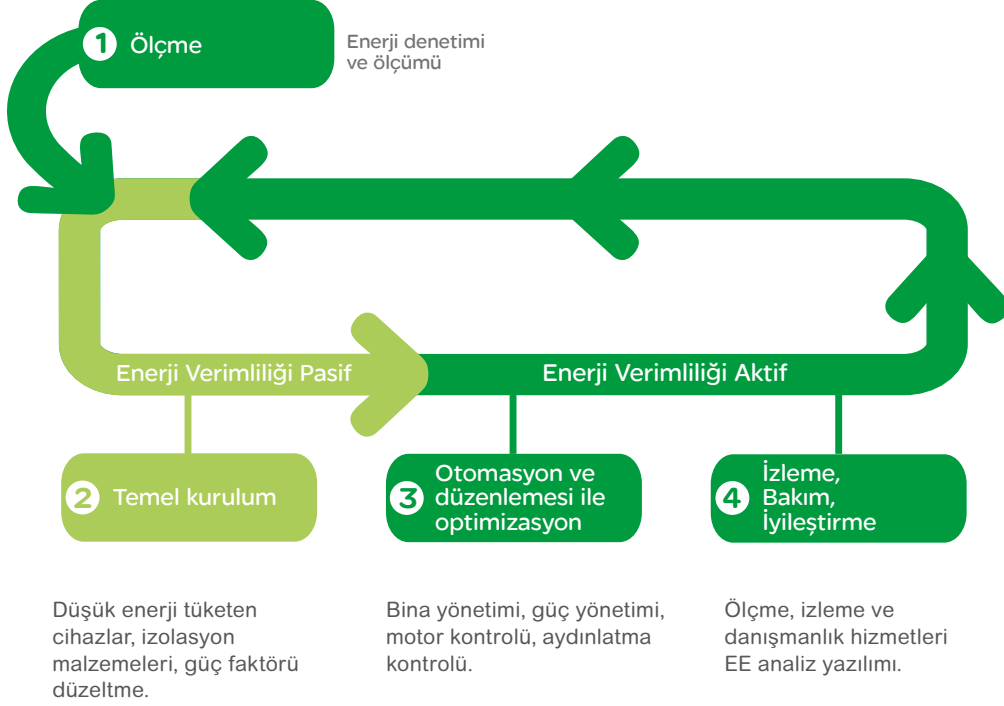 1 Ölçme
Enerji denetimi
ve ölçümü
Enerji Verimliliği Pasif
Enerji Verimliliği Aktif
2 Temel kurulum
3 Otomasyon ve
düzenlemesi ile
optimizasyon
4 İzleme,
Bakım,
İyileştirme
Düşük enerji tüketen
cihazlar, izolasyon
malzemeleri, güç faktörü
düzeltme.
Bina yönetimi, güç yönetimi,
motor kontrolü, aydınlatma
kontrolü.
Ölçme, izleme ve
danışmanlık hizmetleri
EE analiz yazılımı.